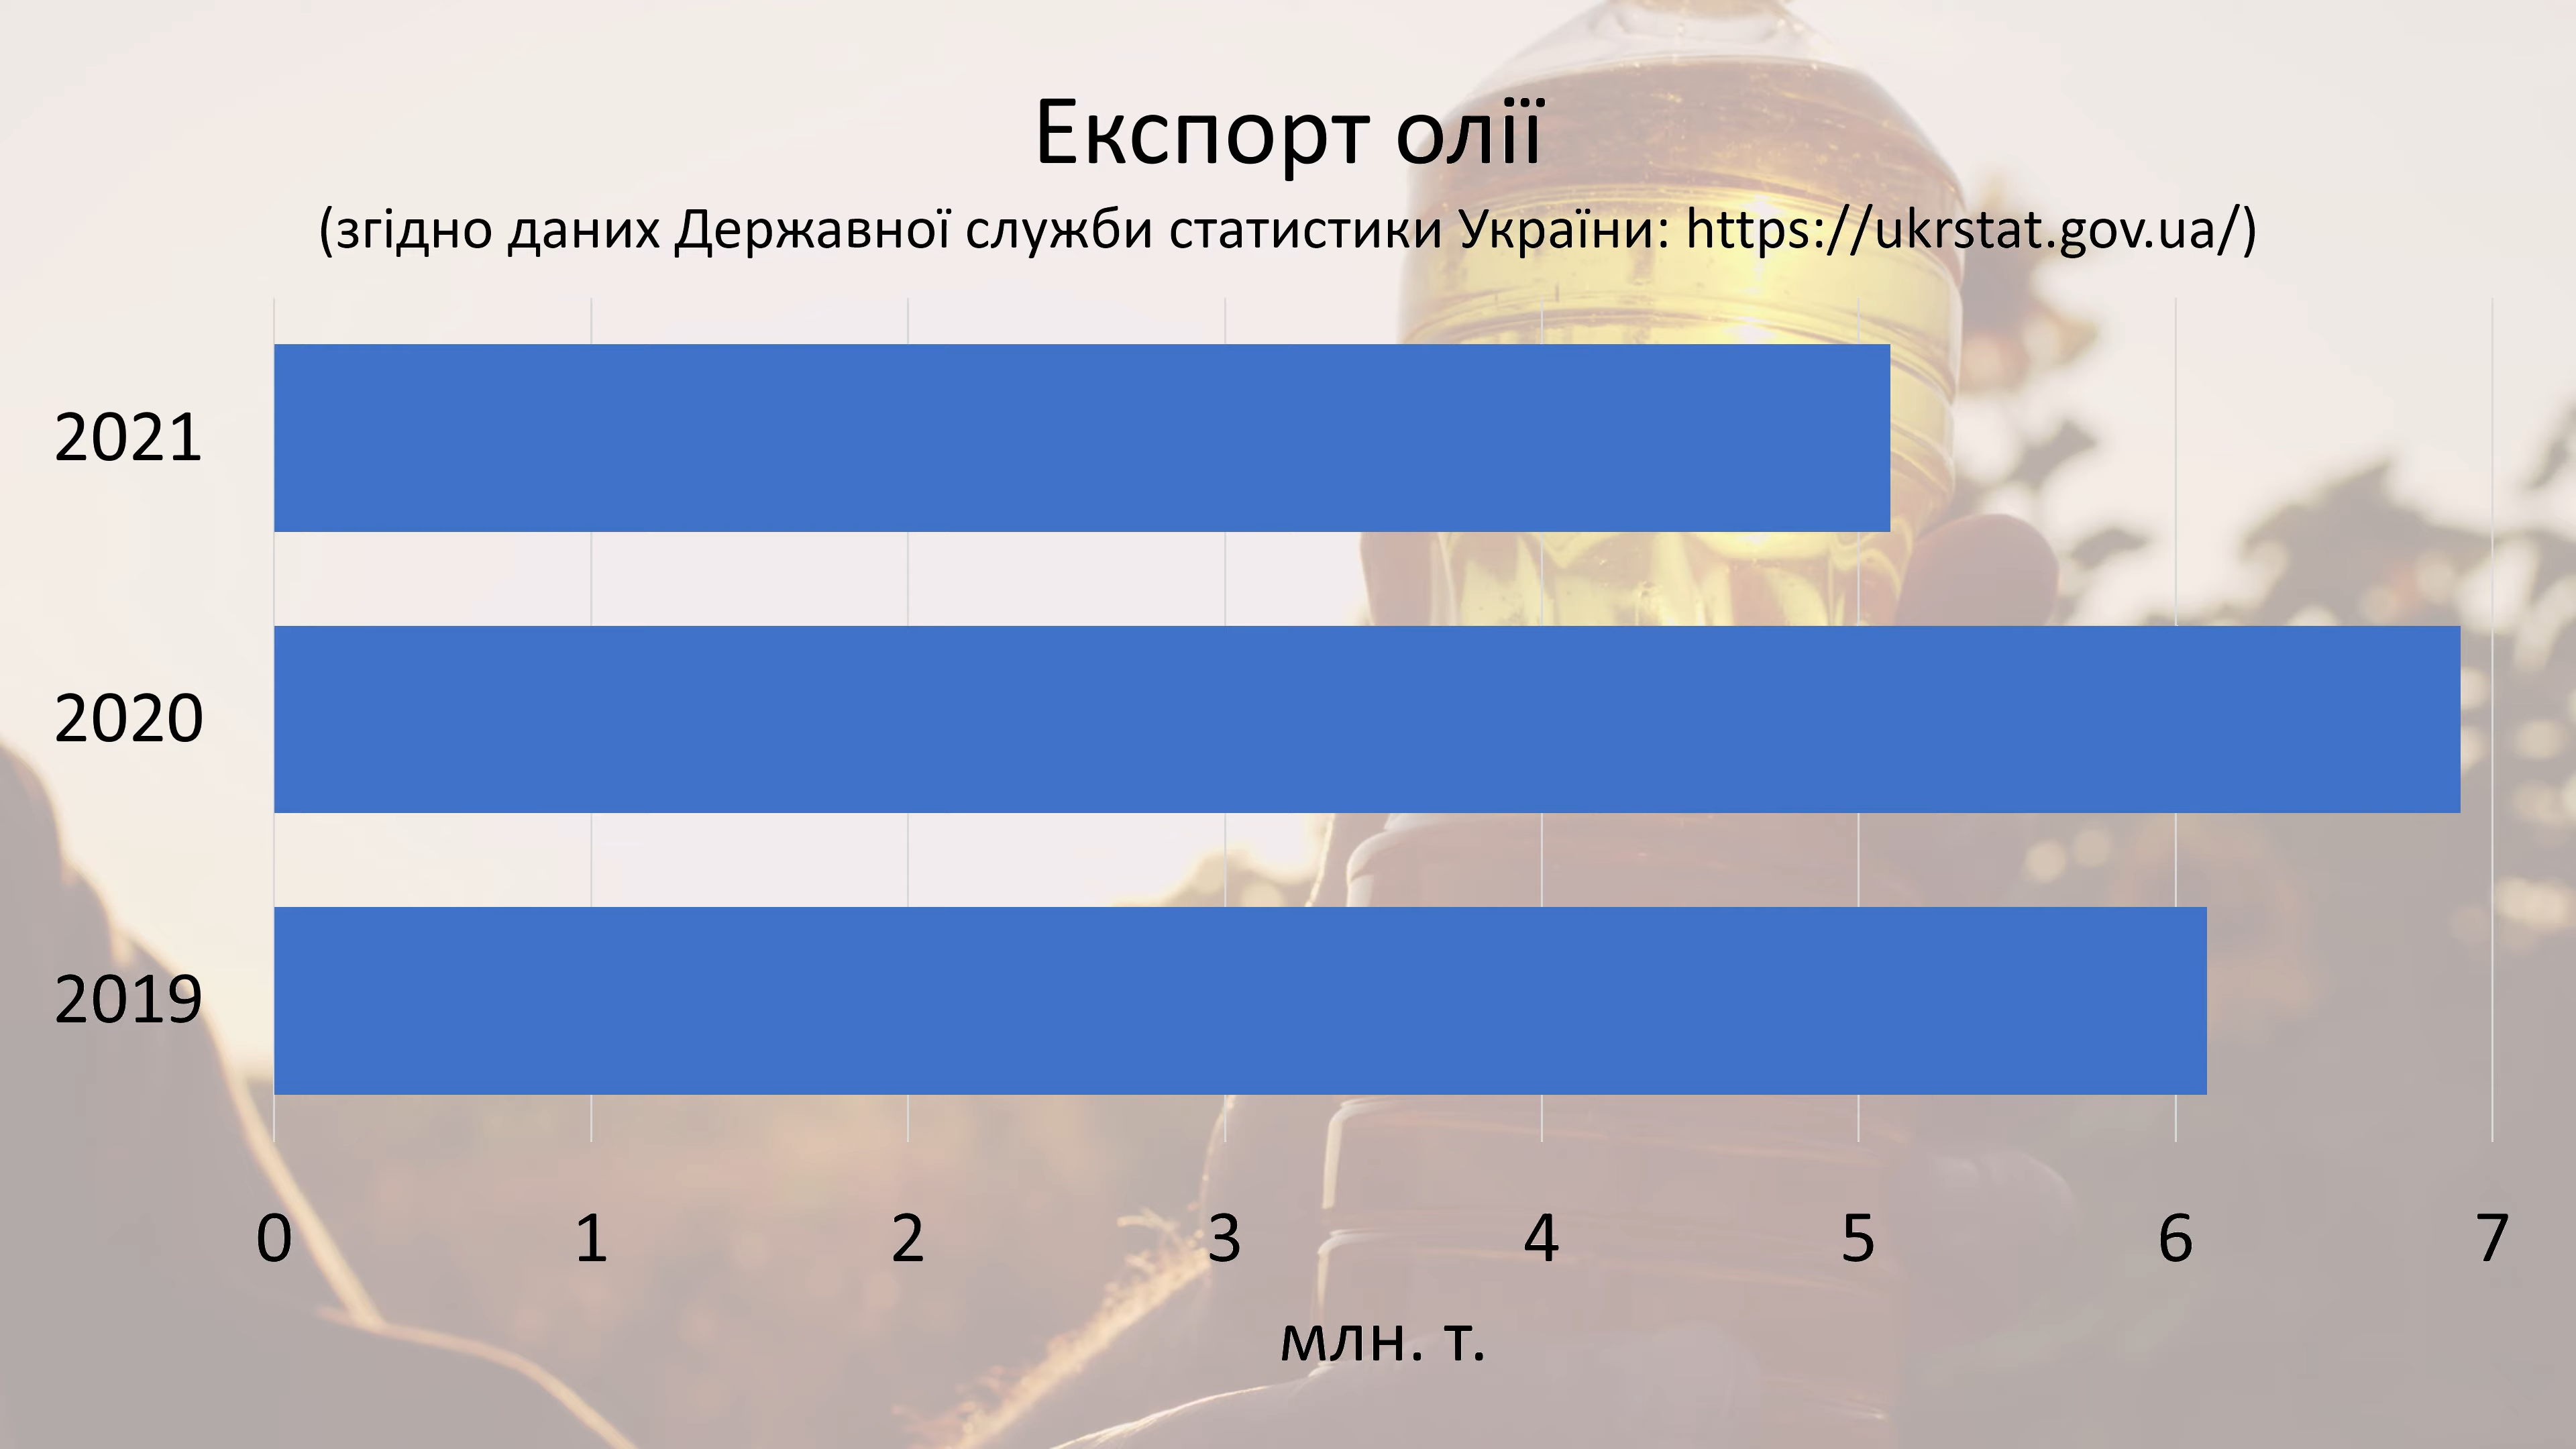 Експорт олії
(згідно даних Державної служби статистики України: https://ukrstat.gov.ua/)
2021
2020
2019
0 1 2 3 4 5 6 7
млн. т.